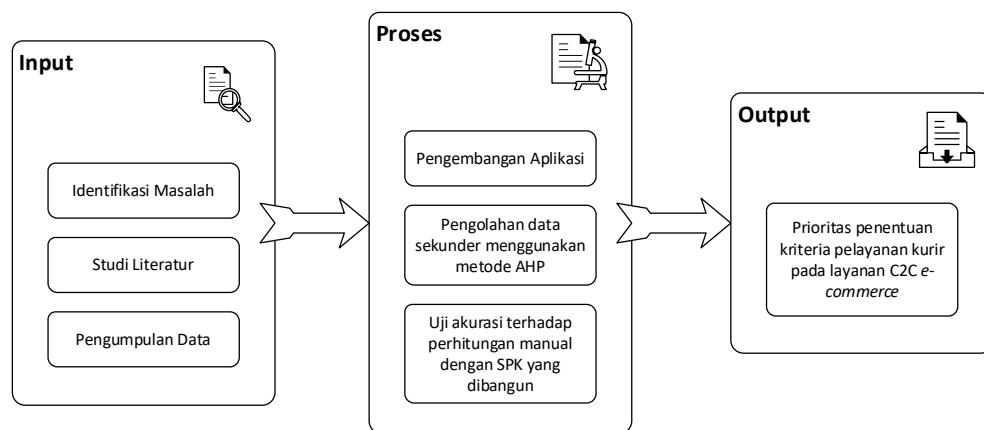 Input
Identifikasi Masalah
Studi Literatur
Pengumpulan Data
Proses
Pengembangan Aplikasi
Pengolahan data
sekunder menggunakan
metode AHP
Uji akurasi terhadap
perhitungan manual
dengan SPK yang
dibangun
Output
Prioritas penentuan
kriteria pelayanan kurir
pada layanan C2C e-
commerce